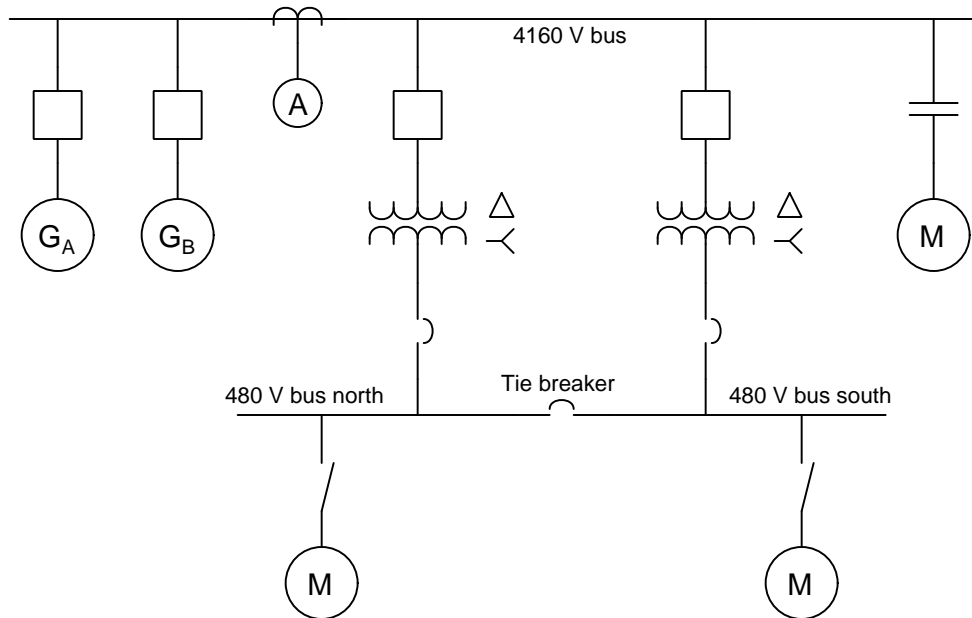 4160 V bus
A
GA
GB
M
480 V bus north
Tie breaker
480 V bus south
M
M